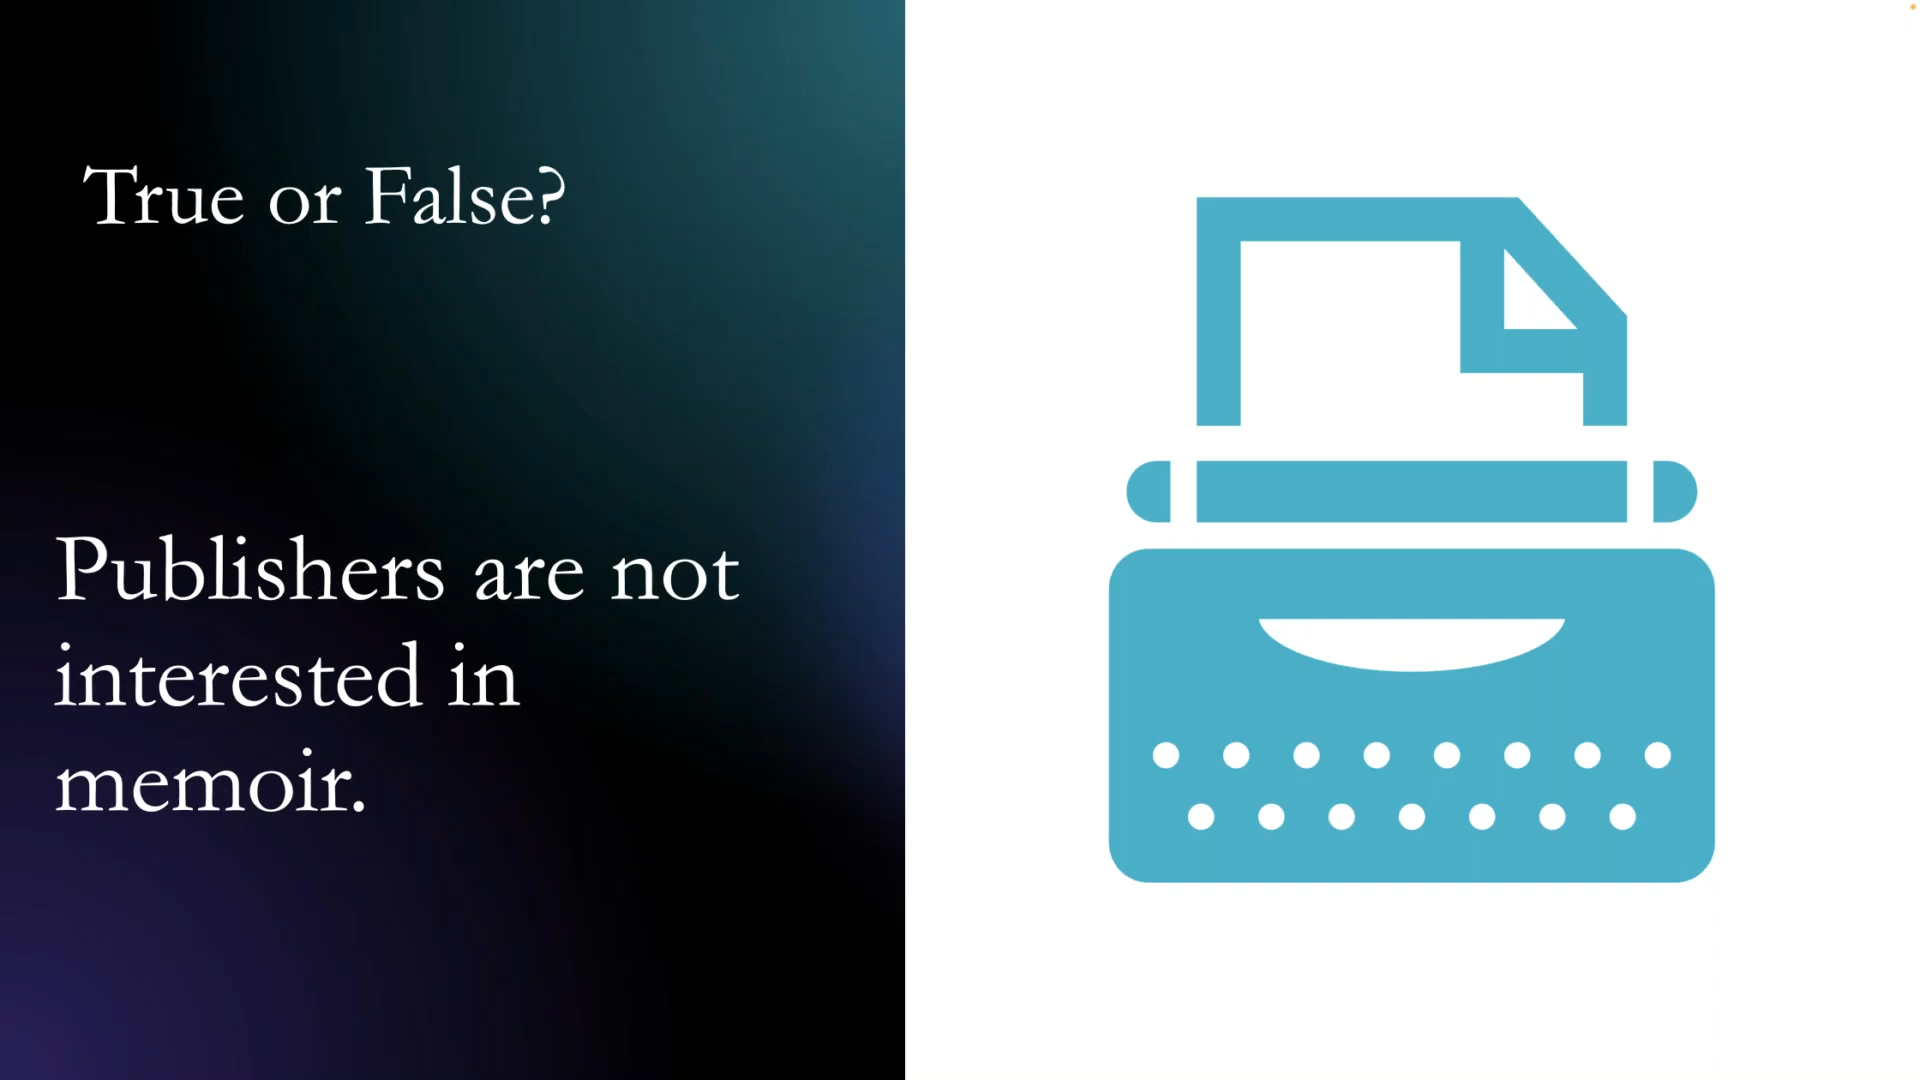 True or False?
Publishers are not
interested in
memoir.